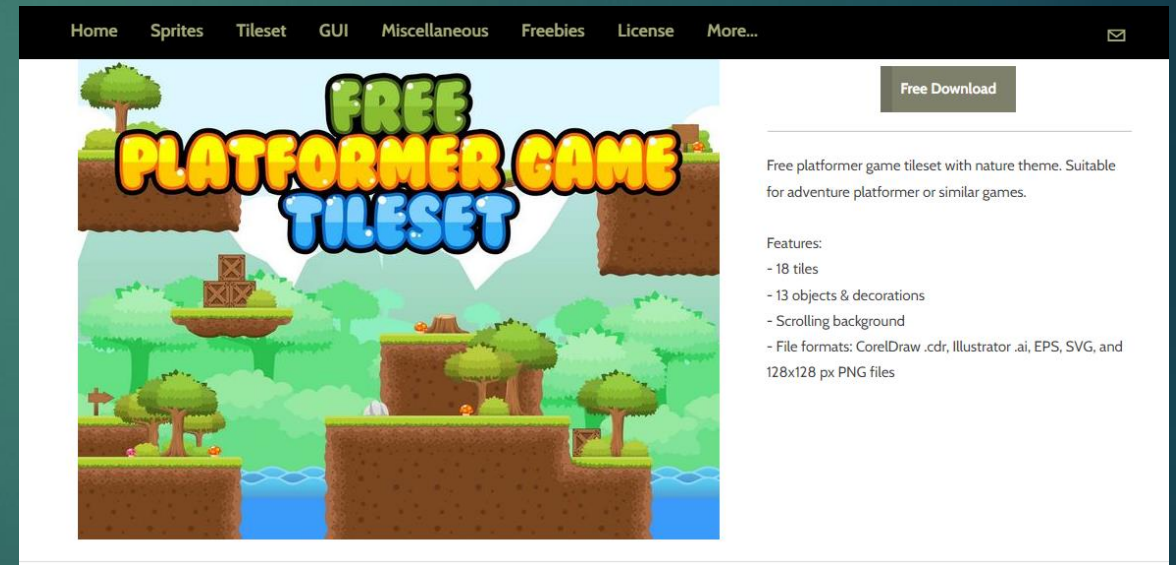 Home Sprites Tileset GUI Miscellaneous Freebies License More...
FREE
PLATFORMER GAME
TILESET
Free Download
Free platformer game tileset with nature theme. Suitable
for adventure platformer or similar games.
Features:
- 18 tiles
- 13 objects & decorations
- Scrolling background
- File formats: CorelDraw .cdr, Illustrator .ai, EPS, SVG, and
128x128 px PNG files